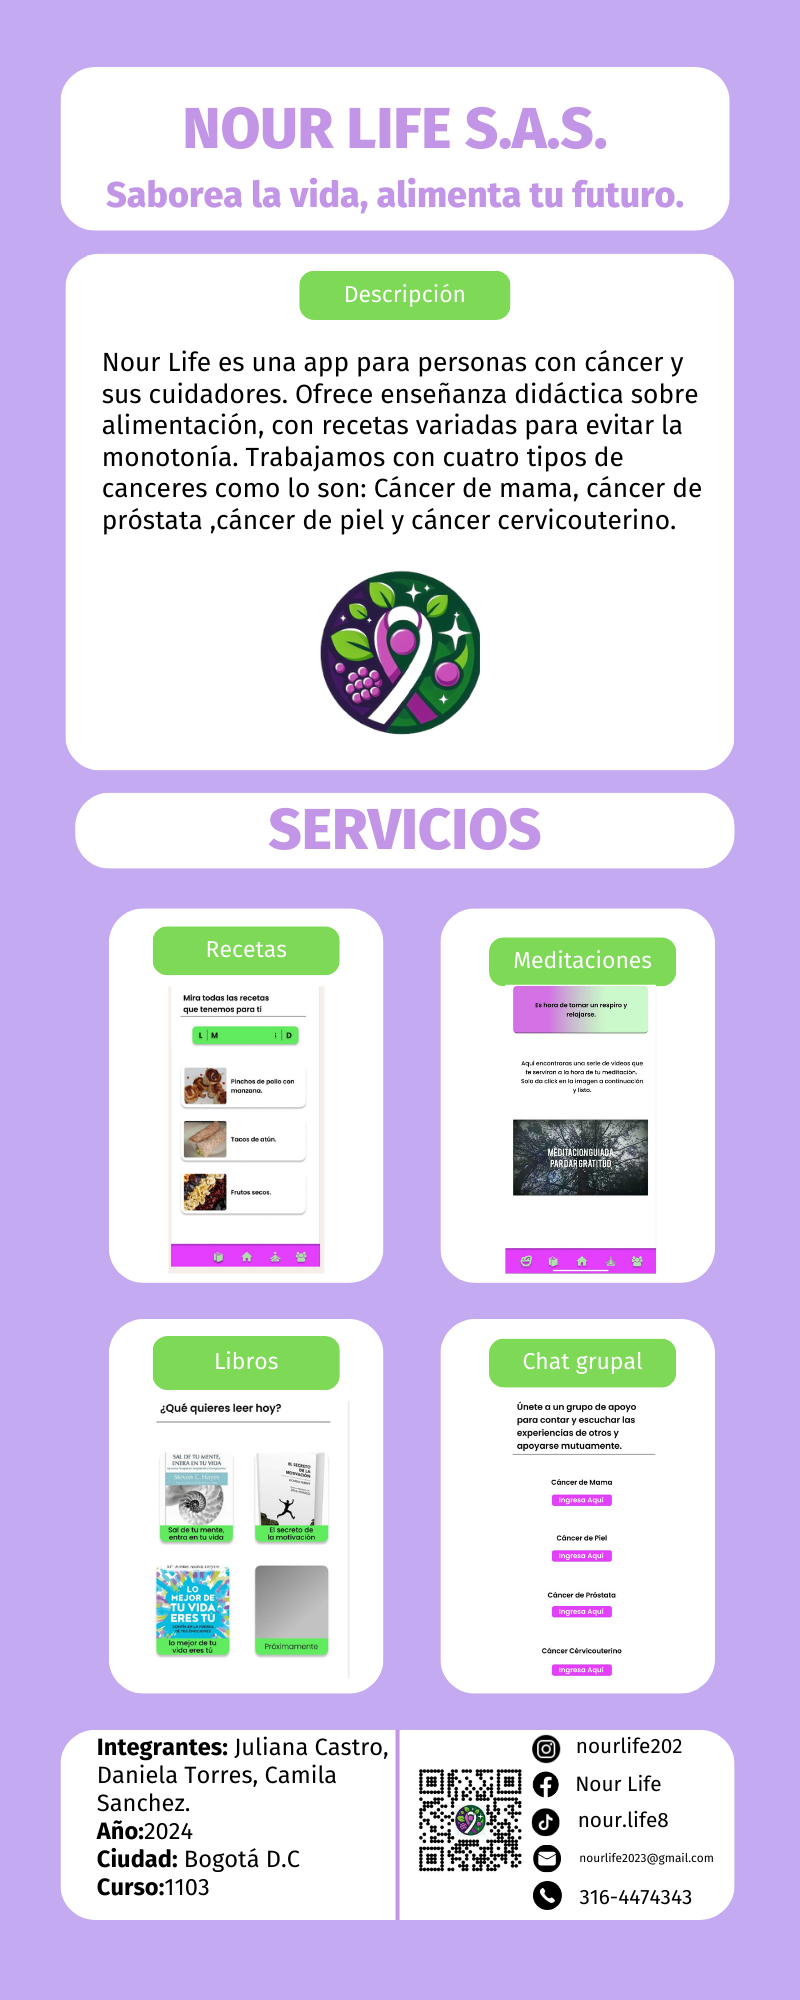 NOUR LIFE S.A.S.
Saborea la vida, alimenta tu futuro.
Descripción
Nour Life es una app para personas con cáncer y
sus cuidadores. Ofrece enseñanza didáctica sobre
alimentación, con recetas variadas para evitar la
monotonía. Trabajamos con cuatro tipos de
canceres como lo son: Cáncer de mama, cáncer de
próstata ,cáncer de piel y cáncer cervicouterino.
SERVICIOS
Recetas
Mira todas las recetas
que tenemos para tí
L M D
Pinchos de pollo con
manzana.
Tacos de atún.
Frutos secos.
Meditaciones
Es hora de tomar un respiro y
relajarse.
Aquí encontraras una serie de videos que
te serviran a la hora de tu meditación.
Solo da click en la imagen a continuación
y listo.
MEDITACION GUIADA
PAR DAR GRATITUD
Libros
¿Qué quieres leer hoy?
SAL DE TU MENTE,
ENTRA EN TU VIDA
Steven C. Hayes
Sal de tu mente,
entra en tu vida
EL SECRETO
DE LA
MOTIVACIÓN
El secreto de
la motivación
LO
MEJOR DE
TU VIDA
ERES TÚ
lo mejor de tu
vida eres tú
Próximamente
Chat grupal
Únete a un grupo de apoyo
para contar y escuchar las
experiencias de otros y
apoyarse mutuamente.
Cáncer de Mama
Ingresa Aquí
Cáncer de Piel
Ingresa Aquí
Cáncer de Próstata
Ingresa Aquí
Cáncer Cérvicouterino
Ingresa Aquí
Integrantes: Juliana Castro,
Daniela Torres, Camila
Sanchez.
Año:2024
Ciudad: Bogotá D.C
Curso:1103
nourlife202
Nour Life
nour.life8
nourlife2023@gmail.com
316-4474343